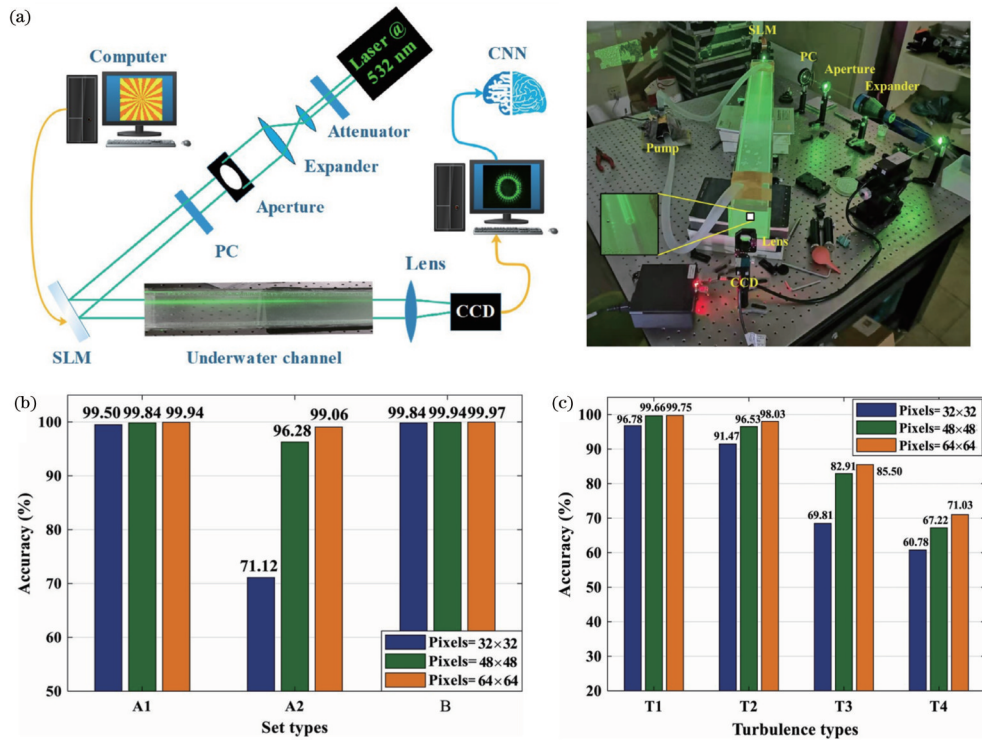 (a)
Computer
Laser @
532 nm
CNN
Attenuator
Expander
Aperture
PC
Lens
CCD
SLM
Underwater channel
SLM
PC
Aperture
Expander
Pump
Lens
CCD
(b)
99.50 99.84 99.94
99.06
99.84 99.94 99.97
96.28
71.12
100
90
80
70
60
50
Accuracy (%)
Pixels= 32×32
Pixels= 48×48
Pixels= 64×64
A1 A2 B
Set types
(c)
96.78 99.66 99.75
91.47 96.53 98.03
69.81 82.91 85.50
60.78 67.22 71.03
100
90
80
70
60
50
40
30
20
Accuracy (%)
Pixels= 32×32
Pixels= 48×48
Pixels= 64×64
T1 T2 T3 T4
Turbulence types